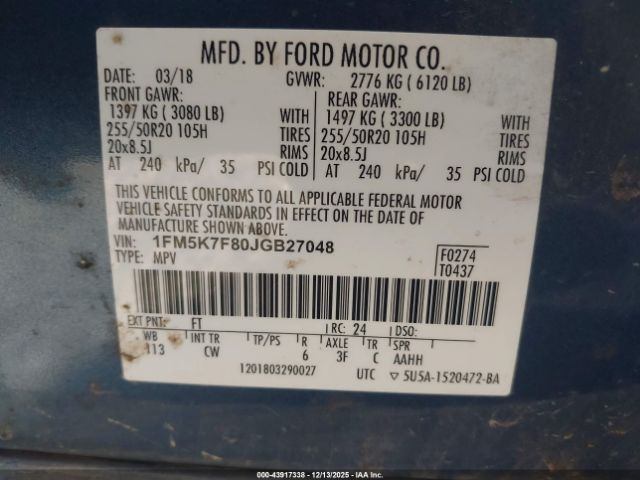 MFD. BY FORD MOTOR CO.
DATE: 03/18 GVWR: 2776 KG ( 6120 LB)
FRONT GAWR: REAR GAWR:
1397 KG ( 3080 LB) WITH 1497 KG ( 3300 LB) WITH
255/50R20 105H TIRES 255/50R20 105H TIRES
20x8.5J RIMS 20x8.5J RIMS
AT 240 kPa/ 35 PSI COLD AT 240 kPa/ 35 PSI COLD
THIS VEHICLE CONFORMS TO ALL APPLICABLE FEDERAL MOTOR
VEHICLE SAFETY STANDARDS IN EFFECT ON THE DATE OF
MANUFACTURE SHOWN ABOVE.
VIN: 1FM5K7F80JGB27048 F0274
TYPE: MPV T0437
EXT PNT: FT RC: 24 DSO:
WB INT TR TP/PS R AXLE TR SPR
113 CW 6 3F C AAHH
1201803290027 UTC ▽ 5U5A-1520472-BA
000-43917338 - 12/13/2025 - IAA Inc.